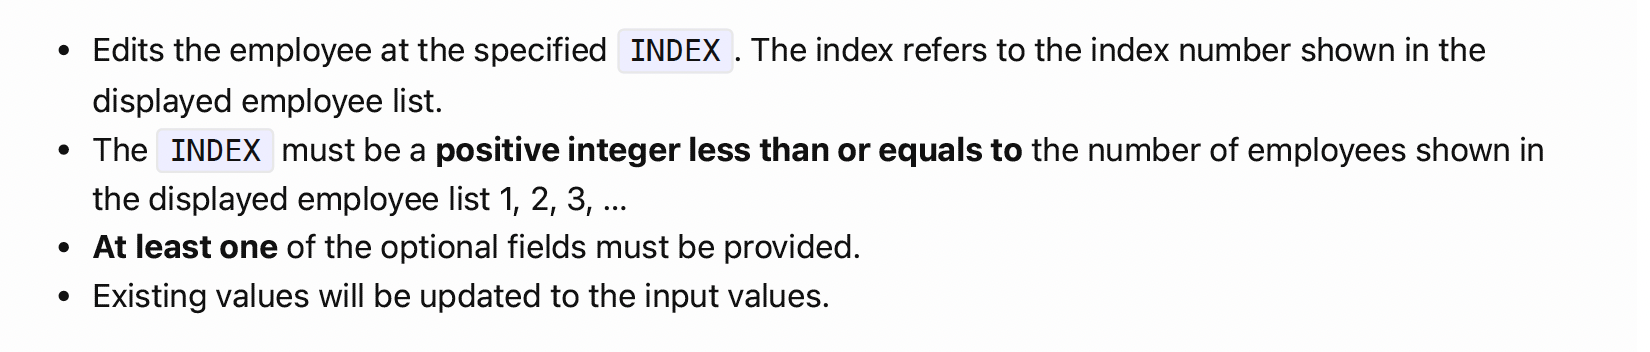 • Edits the employee at the specified INDEX. The index refers to the index number shown in the
displayed employee list.
• The INDEX must be a positive integer less than or equals to the number of employees shown in
the displayed employee list 1, 2, 3, …
• At least one of the optional fields must be provided.
• Existing values will be updated to the input values.